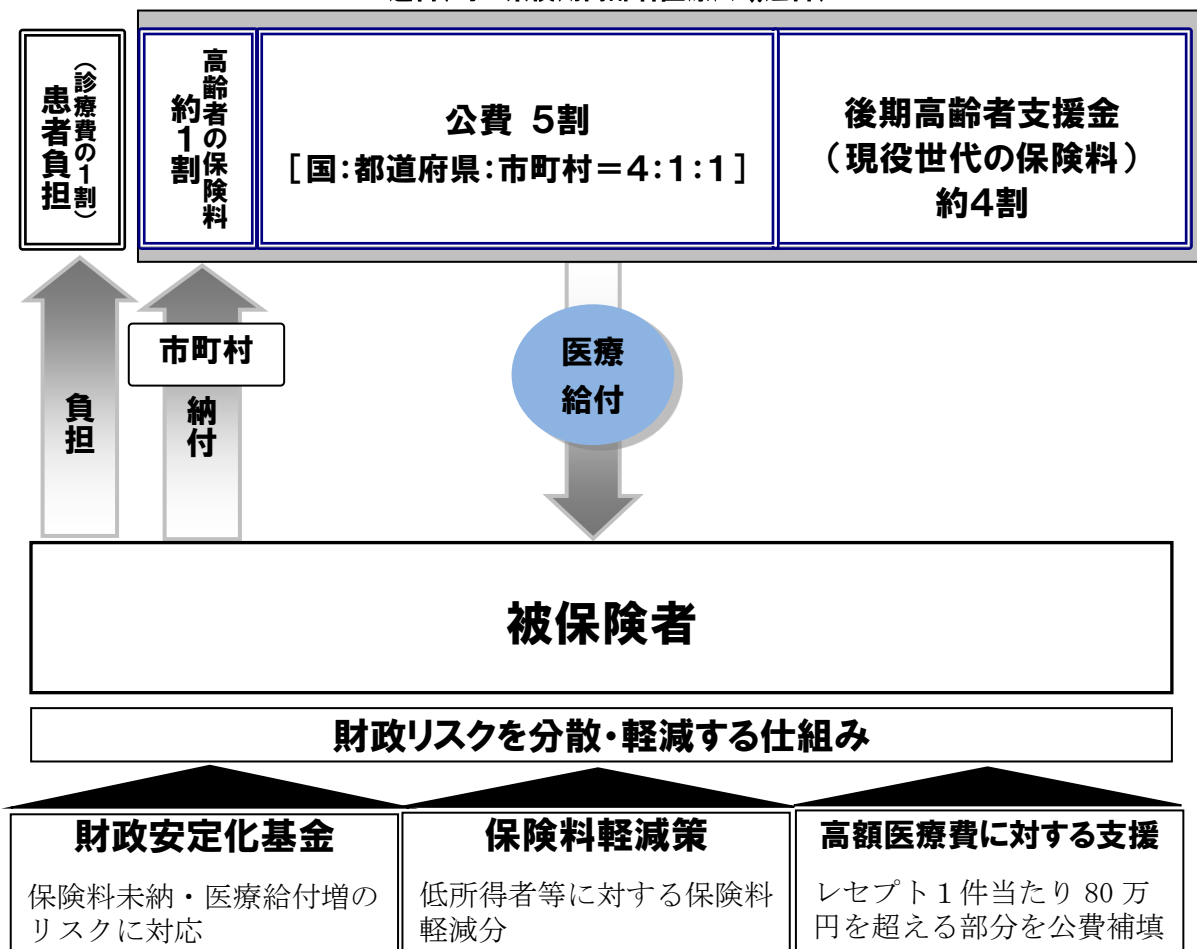 患者負担
（診療費の１割）
高齢者の保険料
約１割
公費 ５割
［国：都道府県：市町村＝４：１：１］
後期高齢者支援金
（現役世代の保険料）
約４割
市町村
負担
納付
医療
給付
被保険者
財政リスクを分散・軽減する仕組み
財政安定化基金
保険料未納・医療給付増の
リスクに対応
保険料軽減策
低所得者等に対する保険料
軽減分
高額医療費に対する支援
レセプト１件当たり 80 万
円を超える部分を公費補填